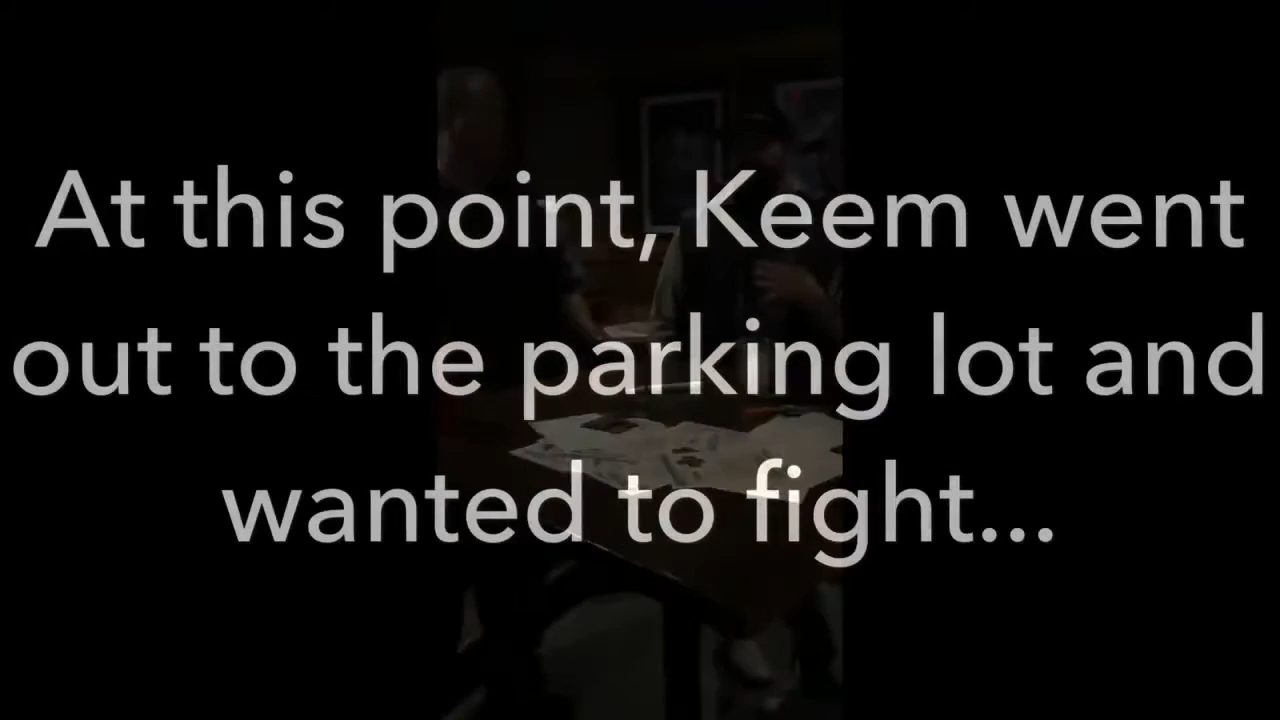 At this point, Keem went
out to the parking lot and
wanted to fight...